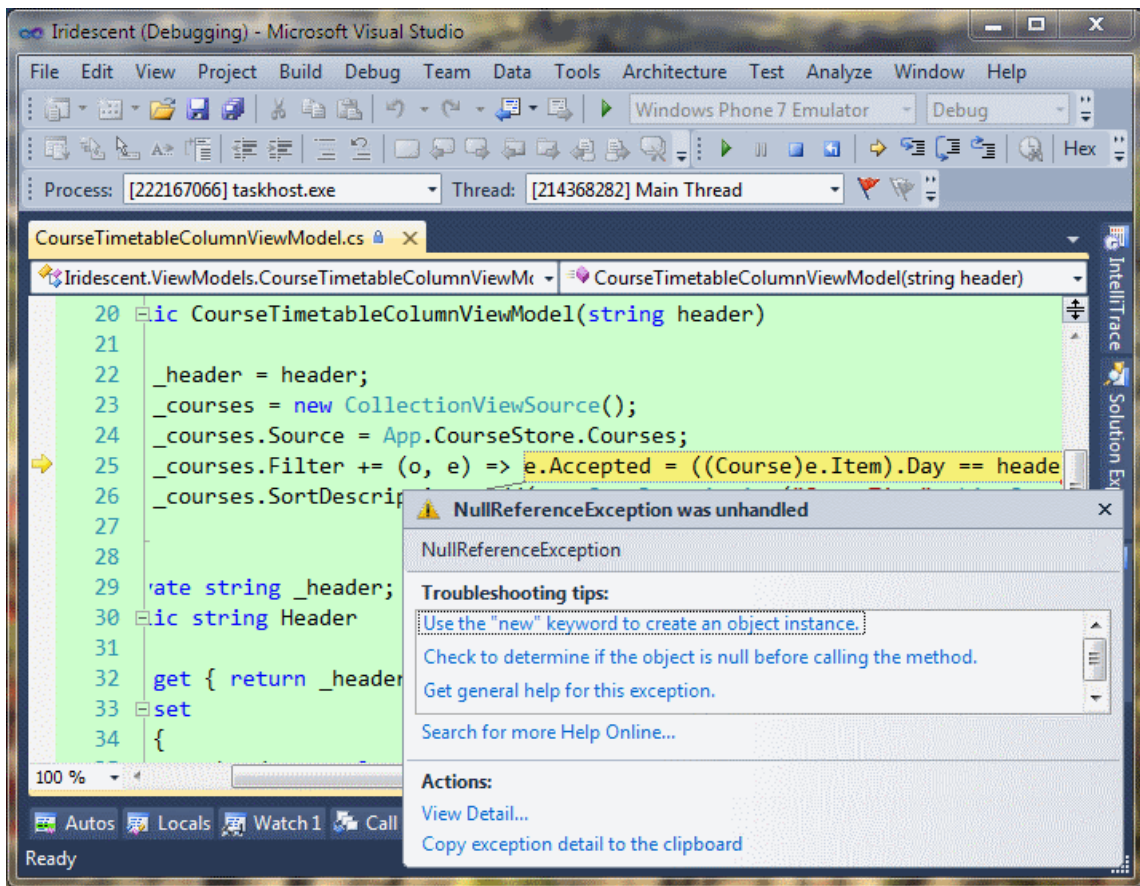 Iridescent (Debugging) - Microsoft Visual Studio
File Edit View Project Build Debug Team Data Tools Architecture Test Analyze Window Help
Windows Phone 7 Emulator Debug
Hex
Process: [222167066] taskhost.exe Thread: [214368282] Main Thread
CourseTimetableColumnViewModel.cs
Iridescent.ViewModels.CourseTimetableColumnViewMc CourseTimetableColumnViewModel(string header)
20 lic CourseTimetableColumnViewModel(string header)
21
22 _header = header;
23 _courses = new CollectionViewSource();
24 _courses.Source = App.CourseStore.Courses;
25 _courses.Filter += (o, e) => e.Accepted = ((Course)e.Item).Day == heade
26 _courses.SortDescrip
27
28
29 vate string _header;
30 lic string Header
31
32 get { return _header
33 set
34 {
100 %
NullReferenceException was unhandled
NullReferenceException
Troubleshooting tips:
Use the "new" keyword to create an object instance.
Check to determine if the object is null before calling the method.
Get general help for this exception.
Search for more Help Online...
Actions:
View Detail...
Copy exception detail to the clipboard
IntelliTrace
Solution Ex
Autos Locals Watch 1 Call
Ready